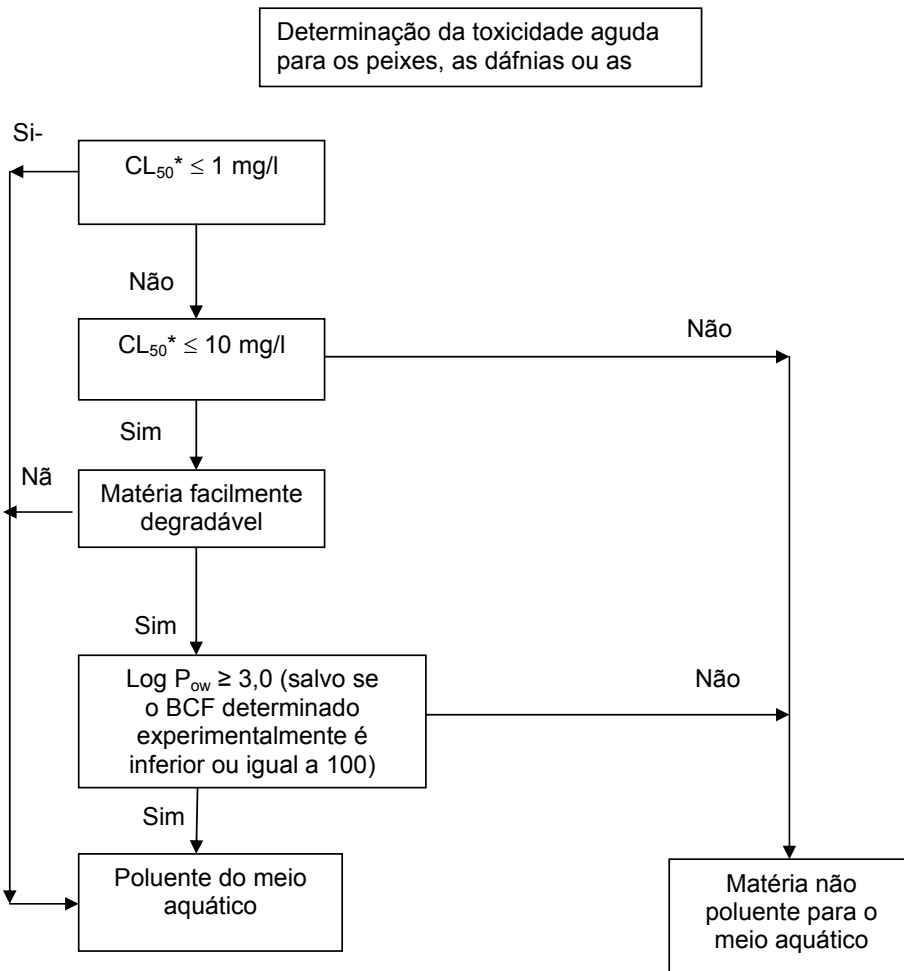 Determinação da toxicidade aguda
para os peixes, as dáfnias ou as
Si-
CL₅₀* ≤ 1 mg/l
Não
CL₅₀* ≤ 10 mg/l
Não
Sim
Nã
Matéria facilmente
degradável
Sim
Log Pₒw ≥ 3,0 (salvo se
o BCF determinado
experimentalmente é
inferior ou igual a 100)
Não
Sim
Poluente do meio
aquático
Matéria não
poluente para o
meio aquático